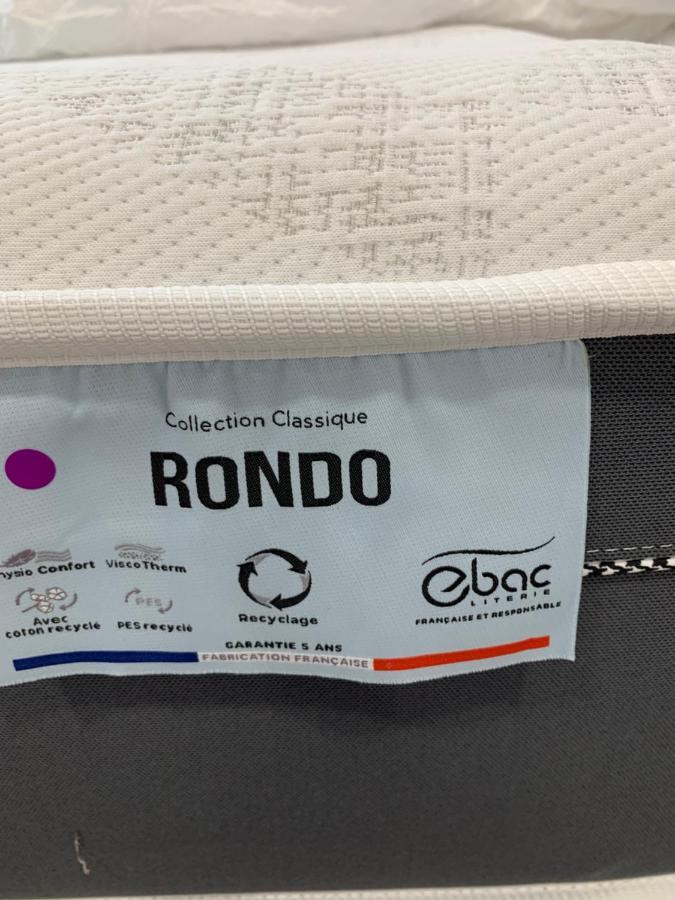 Collection Classique
RONDO
ysio Confort
ViscoTherm
Avec
coton recyclé
PES
PES recyclé
Recyclage
ebac
LITERIE
FRANÇAISE ET RESPONSABLE
GARANTIE 5 ANS
FABRICATION FRANÇAISE